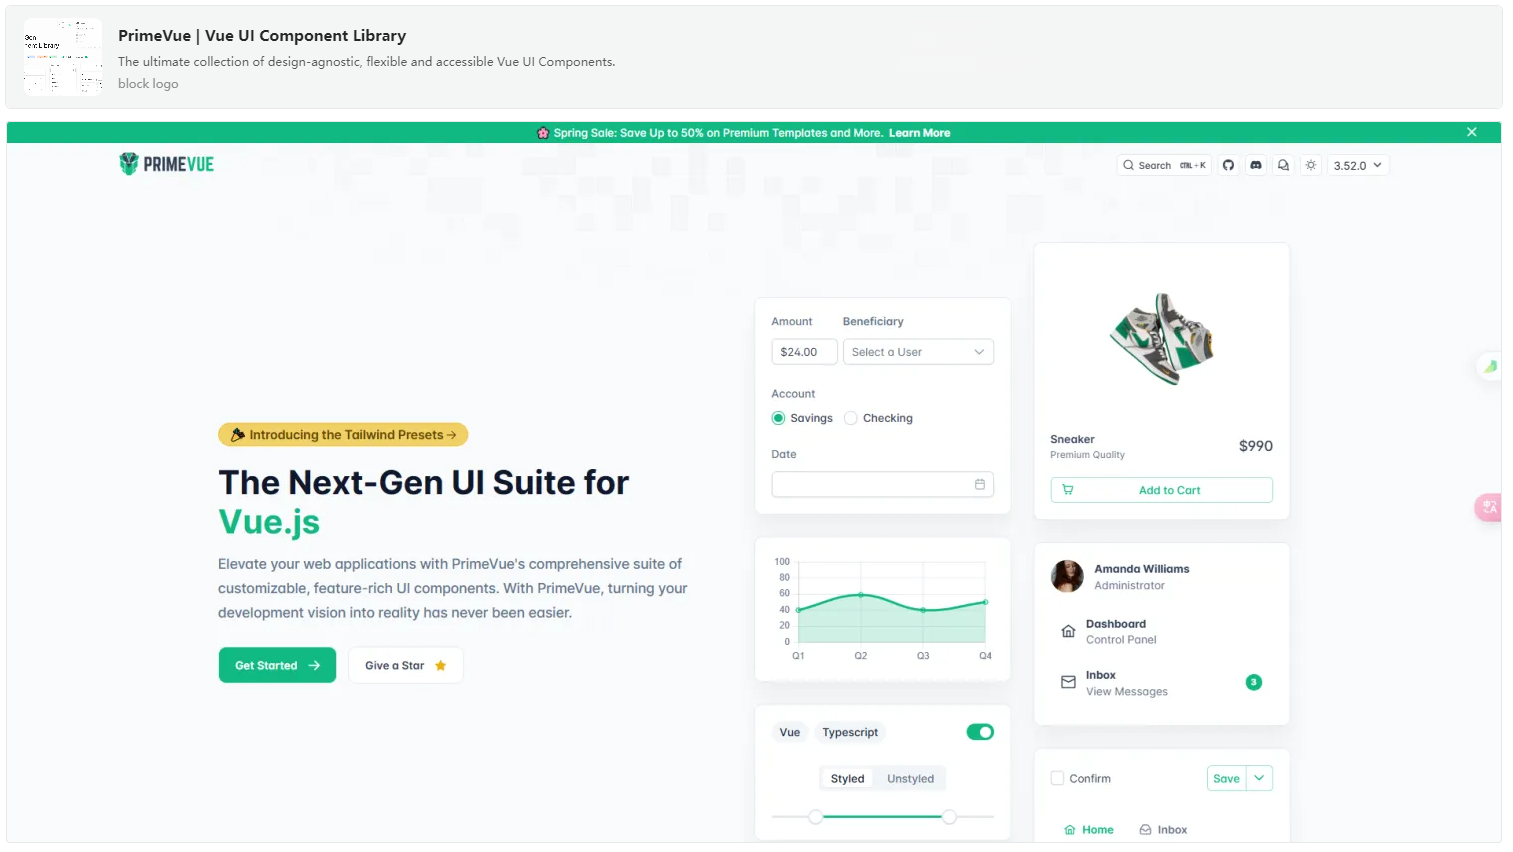 PrimeVue | Vue UI Component Library
The ultimate collection of design-agnostic, flexible and accessible Vue UI Components.
block logo
Spring Sale: Save Up to 50% on Premium Templates and More. Learn More
PRIMEVUE
Search CTRL + K
3.52.0
Introducing the Tailwind Presets
The Next-Gen UI Suite for
Vue.js
Elevate your web applications with PrimeVue's comprehensive suite of
customizable, feature-rich UI components. With PrimeVue, turning your
development vision into reality has never been easier.
Get Started
Give a Star
Amount Beneficiary
$24.00 Select a User
Account
Savings Checking
Date
100
80
60
40
20
0
Q1 Q2 Q3 Q4
Vue Typescript
Styled Unstyled
Sneaker
Premium Quality
$990
Add to Cart
Amanda Williams
Administrator
Dashboard
Control Panel
Inbox
View Messages
3
Confirm
Save
Home Inbox